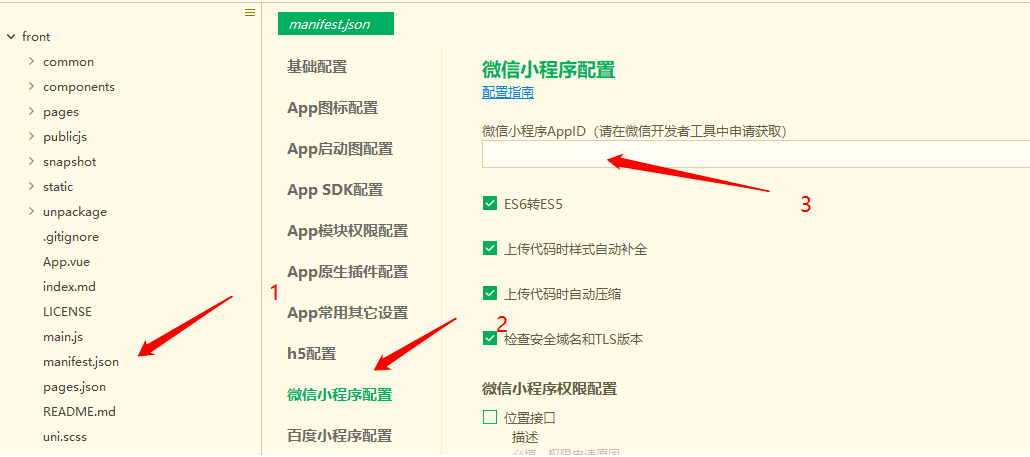 front
common
components
pages
publicjs
snapshot
static
unpackage
.gitignore
App.vue
index.md
LICENSE
main.js
manifest.json
pages.json
README.md
uni.scss
1
manifest.json
基础配置
App图标配置
App启动图配置
App SDK配置
App模块权限配置
App原生插件配置
App常用其它设置
h5配置
微信小程序配置
百度小程序配置
2
微信小程序配置
配置指南
微信小程序AppID（请在微信开发者工具中申请获取）
3
ES6转ES5
上传代码时样式自动补全
上传代码时自动压缩
检查安全域名和TLS版本
微信小程序权限配置
位置接口
描述
必填，权限申请原因